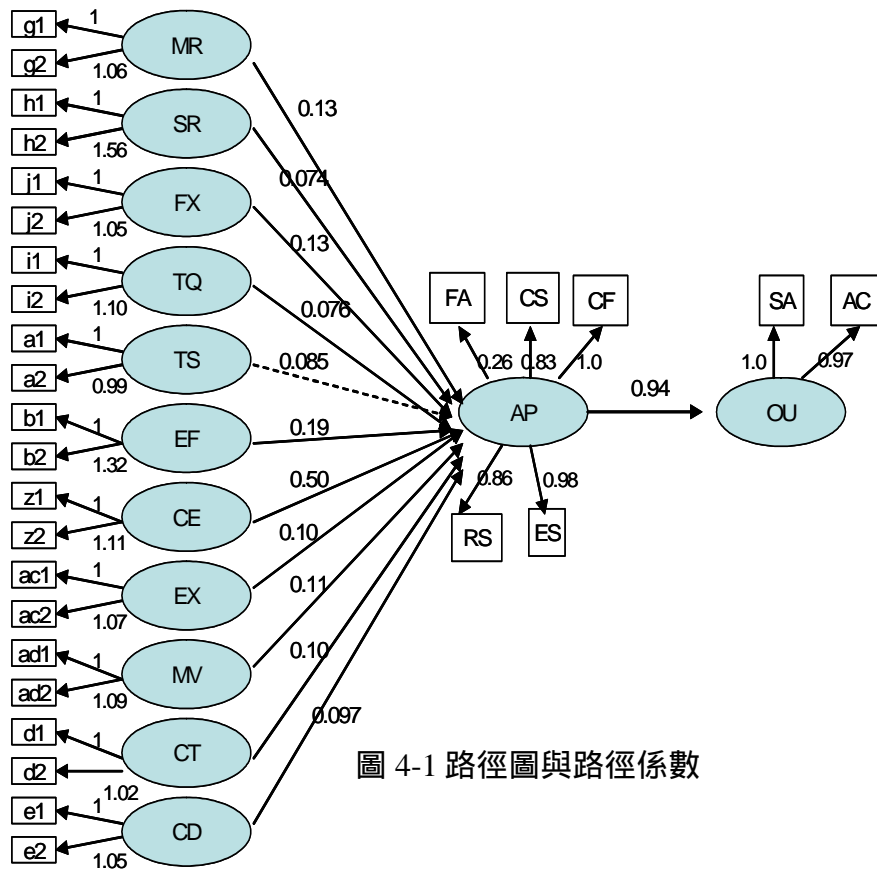 g1 1 MR
g2 1.06
h1 1 SR 0.13
h2 1.56
j1 1 FX 0.074
j2 1.05 0.13
i1 1 TQ
i2 1.10 0.076
a1 1 TS 0.085
a2 0.99
b1 1 EF 0.19
b2 1.32
z1 1 CE 0.50
z2 1.11 0.10
ac1 1 EX
ac2 1.07 0.11
ad1 1 MV 0.10
ad2 1.09
d1 1 CT 0.097
d2 1.02
e1 1 CD
e2 1.05
FA CS CF
0.26 0.83 1.0
AP 0.94
0.86 0.98
RS ES
SA AC
1.0 0.97
OU
圖 4-1 路徑圖與路徑係數